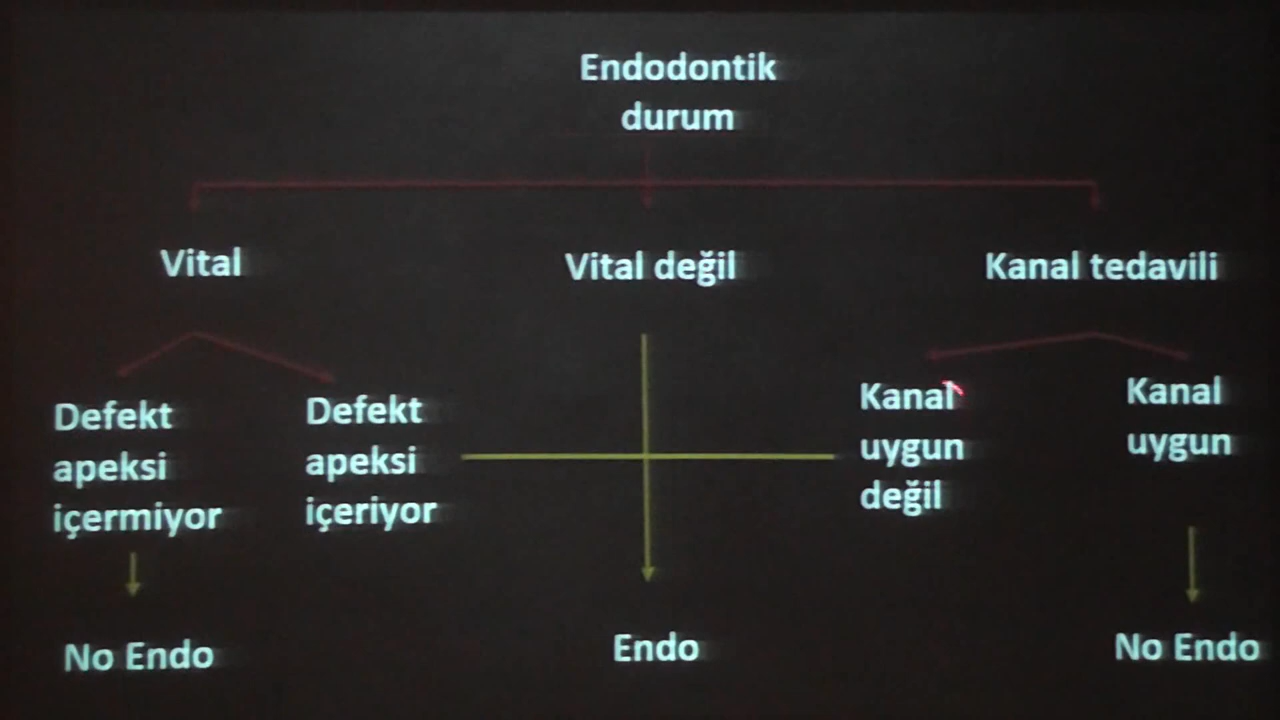 Endodontik
durum
Vital
Vital değil
Kanal tedavili
Defekt
apeksi
içermiyor
Defekt
apeksi
içeriyor
Kanal
uygun
değil
Kanal
uygun
No Endo
Endo
No Endo